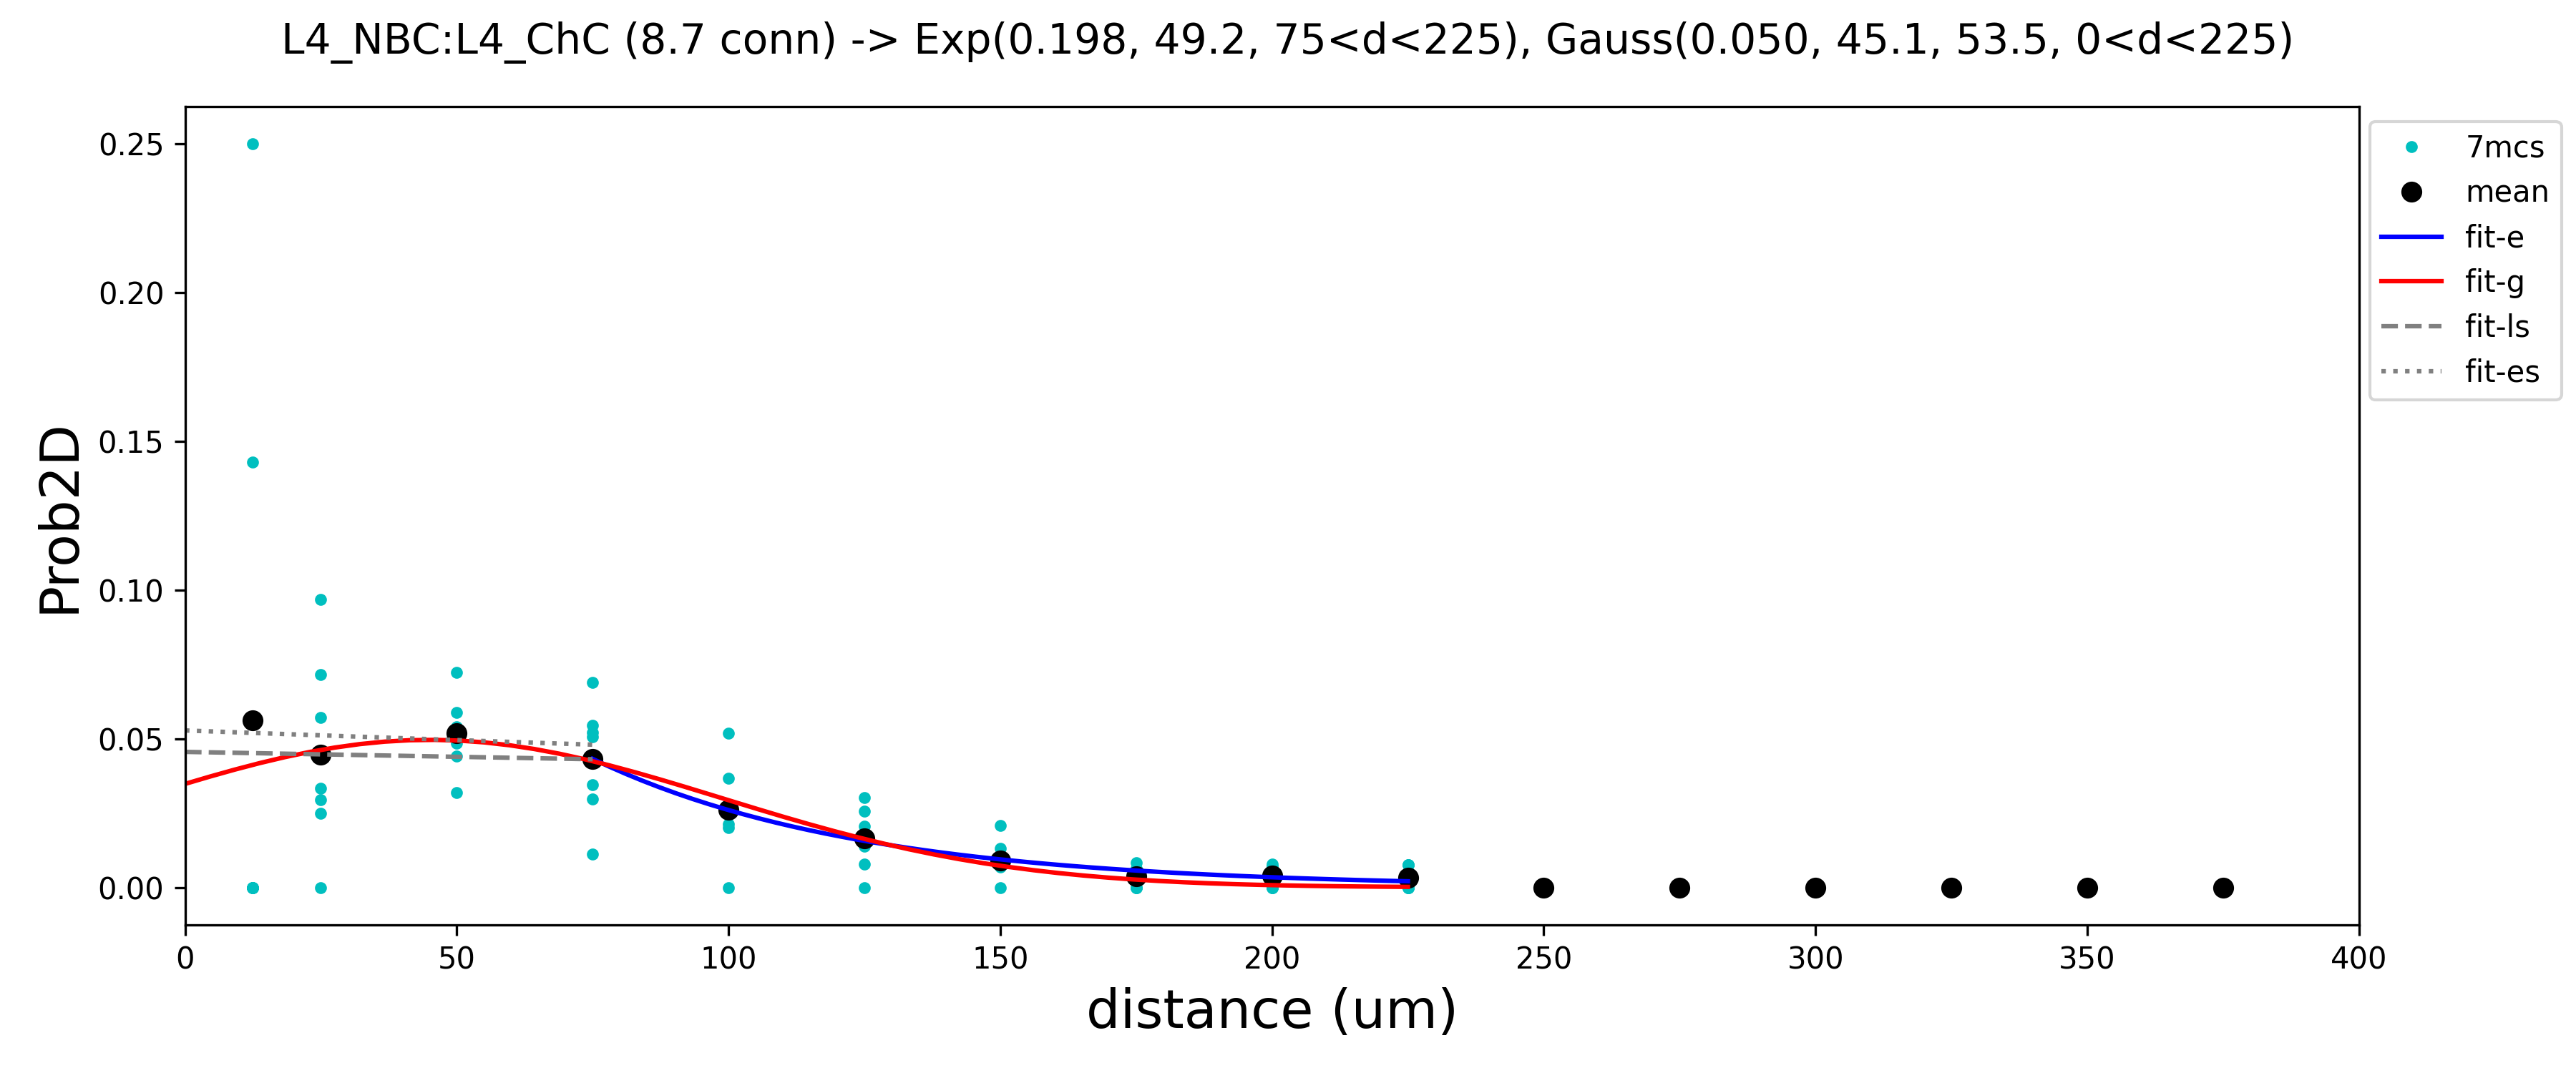 L4_NBC:L4_ChC (8.7 conn) -> Exp(0.198, 49.2, 75<d<225), Gauss(0.050, 45.1, 53.5, 0<d<225)
0.25
0.20
0.15
0.10
0.05
0.00
Prob2D
0 50 100 150 200 250 300 350 400
distance (um)
7mcs
mean
fit-e
fit-g
fit-ls
fit-es